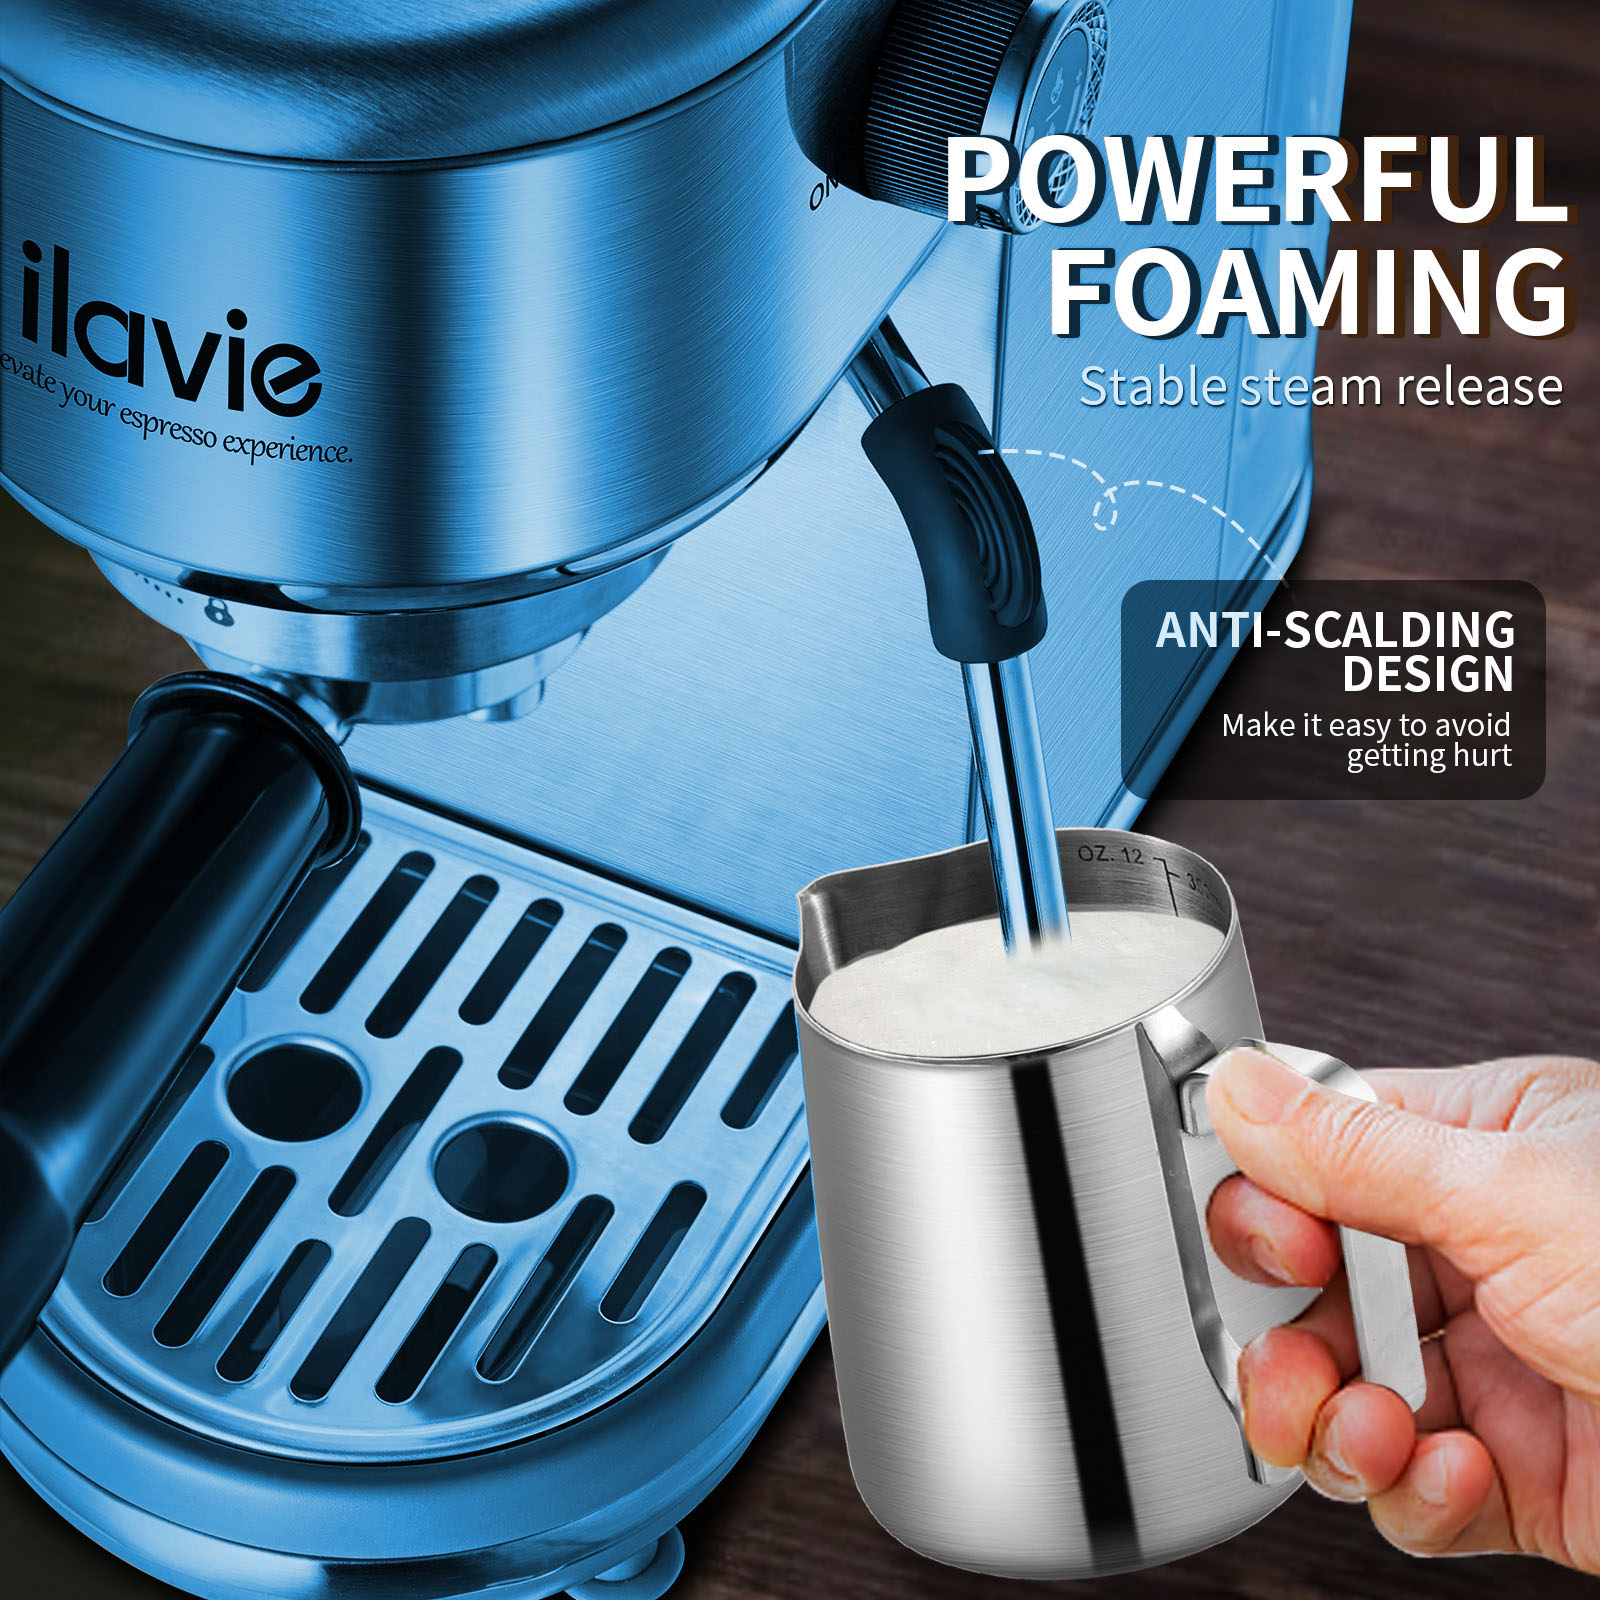 POWERFUL
FOAMING
Stable steam release
ilavie
your espresso experience.
ANTI-SCALDING
DESIGN
Make it easy to avoid
getting hurt
OZ. 12